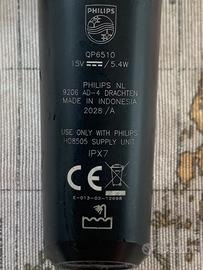 PHILIPS
QP6510
15V ⎓ / 5.4W
PHILIPS NL
9206 AD-4 DRACHTEN
MADE IN INDONESIA
2028 /A
USE ONLY WITH PHILIPS
HQ8505 SUPPLY UNIT
IPX7
CE